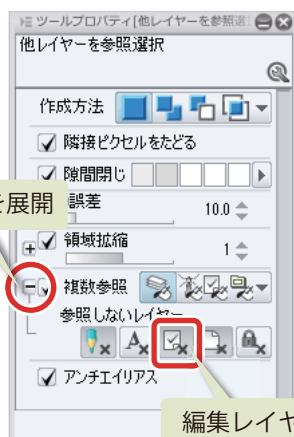 ツールプロパティ[他レイヤーを参照選
他レイヤーを参照選択
作成方法
隣接ピクセルをたどる
隙間閉じ
を展開
誤差 10.0
領域拡縮 1
複数参照
参照しないレイヤー
アンチエイリアス
編集レイヤ